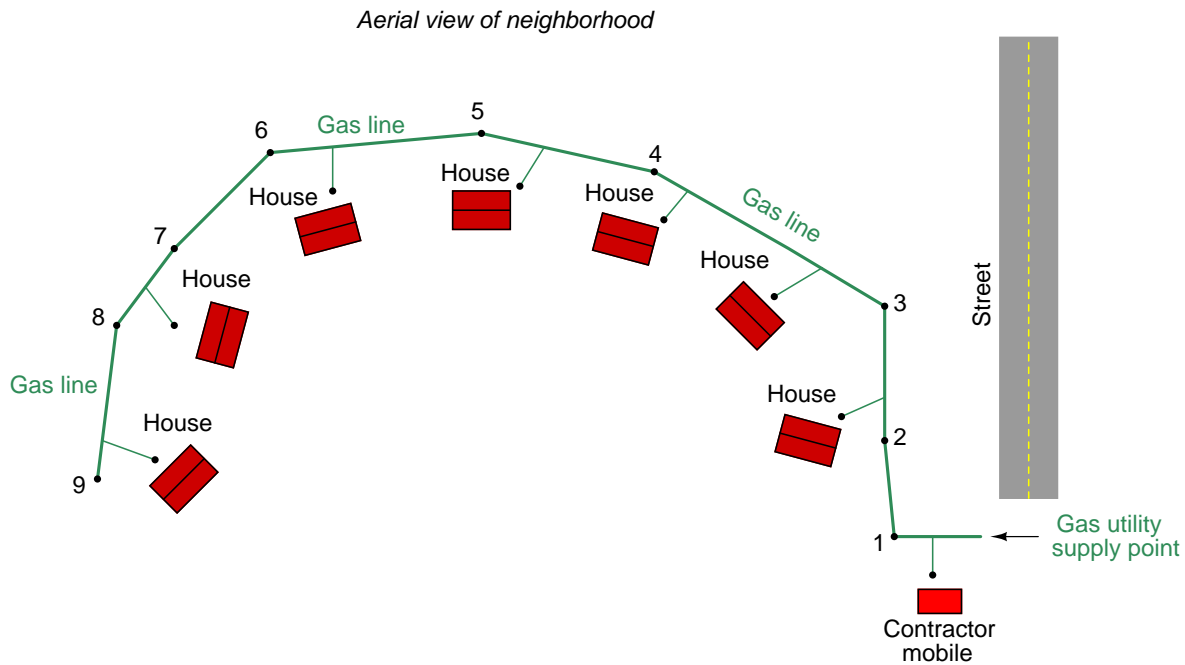 Aerial view of neighborhood
5
Gas line
6
4
House
House
House
Gas line
7
House
House
3
Street
8
Gas line
House
House
2
9
1
Gas utility
supply point
Contractor
mobile